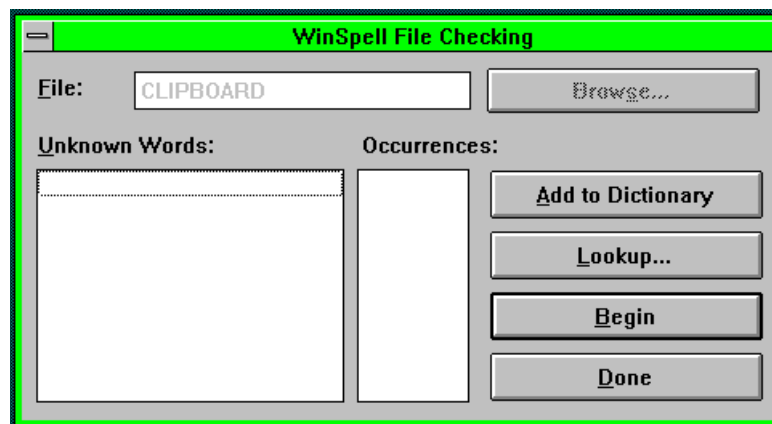 WinSpell File Checking
File: CLIPBOARD Browse...
Unknown Words: Occurrences:
Add to Dictionary
Lookup...
Begin
Done